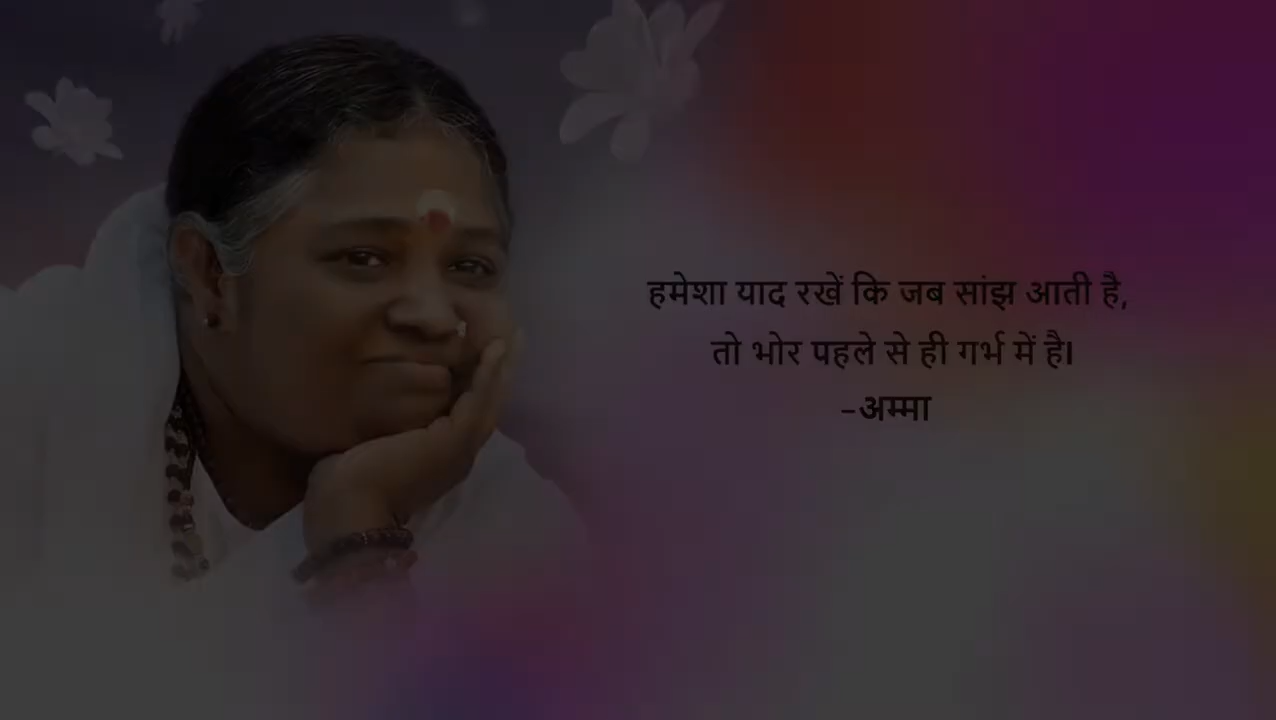 हमेशा याद रखें कि जब सांझ आती है,
तो भोर पहले से ही गर्भ में है।
-अम्मा